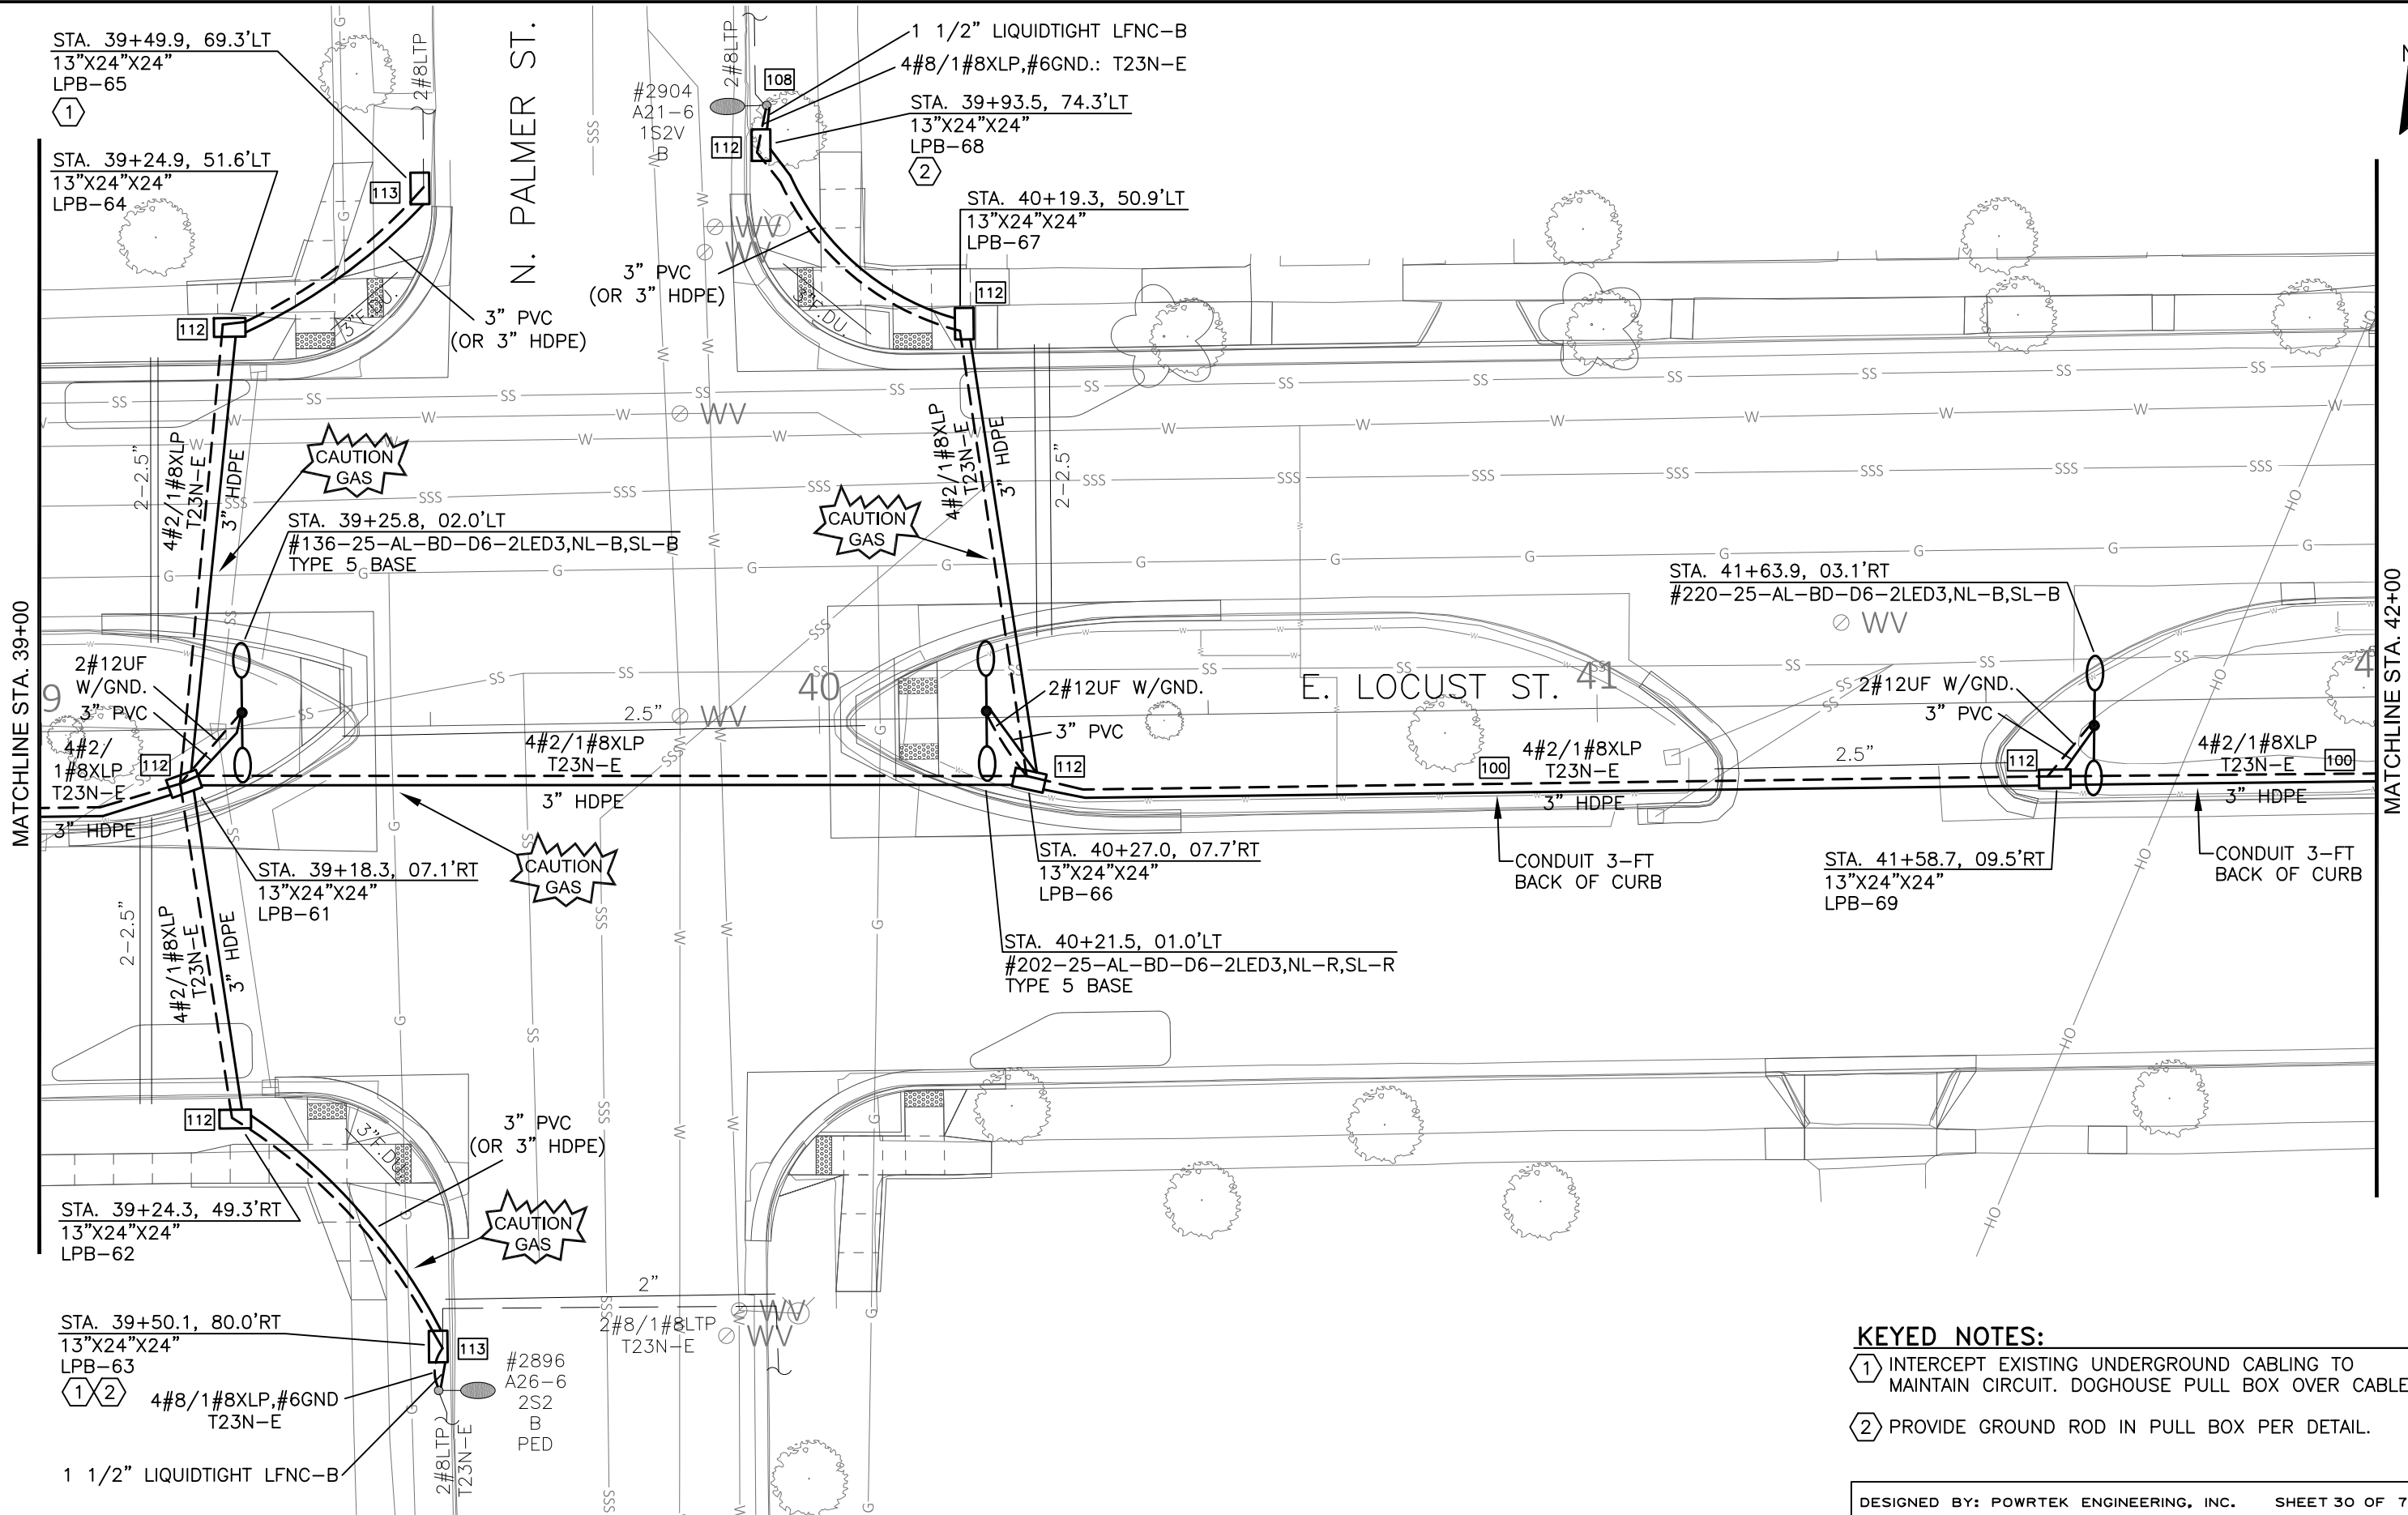 STA. 39+49.9, 69.3'LT
13"X24"X24"
LPB-65
1
STA. 39+24.9, 51.6'LT
13"X24"X24"
LPB-64
112
113
2#8LTP
N. PALMER ST.
3" PVC
(OR 3" HDPE)
#2904
A21-6
1S2V
B
2#8LTP
108
112
1 1/2" LIQUIDTIGHT LFNC-B
4#8/1#8XLP,#6GND.: T23N-E
STA. 39+93.5, 74.3'LT
13"X24"X24"
LPB-68
2
STA. 40+19.3, 50.9'LT
13"X24"X24"
LPB-67
112
3" PVC
(OR 3" HDPE)
WV
WV
WV
MATCHLINE STA. 39+00
2-2.5"
4#2/1#8XLP
T23N-E
3" HDPE
CAUTION
GAS
STA. 39+25.8, 02.0'LT
#136-25-AL-BD-D6-2LED3,NL-B,SL-B
TYPE 5 BASE
CAUTION
GAS
4#2/1#8XLP
T23N-E
3" HDPE
2-2.5"
STA. 41+63.9, 03.1'RT
#220-25-AL-BD-D6-2LED3,NL-B,SL-B
WV
MATCHLINE STA. 42+00
2#12UF
W/GND.
3" PVC
4#2/
1#8XLP
T23N-E
3" HDPE
112
2.5"
WV
40
4#2/1#8XLP
T23N-E
3" HDPE
2#12UF W/GND.
3" PVC
112
E. LOCUST ST.
41
100
4#2/1#8XLP
T23N-E
3" HDPE
2.5"
2#12UF W/GND.
3" PVC
112
4#2/1#8XLP
T23N-E
100
3" HDPE
CAUTION
GAS
STA. 39+18.3, 07.1'RT
13"X24"X24"
LPB-61
STA. 40+27.0, 07.7'RT
13"X24"X24"
LPB-66
CONDUIT 3-FT
BACK OF CURB
STA. 41+58.7, 09.5'RT
13"X24"X24"
LPB-69
CONDUIT 3-FT
BACK OF CURB
STA. 40+21.5, 01.0'LT
#202-25-AL-BD-D6-2LED3,NL-R,SL-R
TYPE 5 BASE
2-2.5"
4#2/1#8XLP
T23N-E
3" HDPE
112
3" PVC
(OR 3" HDPE)
STA. 39+24.3, 49.3'RT
13"X24"X24"
LPB-62
CAUTION
GAS
STA. 39+50.1, 80.0'RT
13"X24"X24"
LPB-63
1 2
4#8/1#8XLP,#6GND
T23N-E
1 1/2" LIQUIDTIGHT LFNC-B
113
#2896
A26-6
2S2
B
PED
2#8LTP
T23N-E
2"
2#8/1#8LTP
T23N-E
WV
WV
KEYED NOTES:
1 INTERCEPT EXISTING UNDERGROUND CABLING TO
MAINTAIN CIRCUIT. DOGHOUSE PULL BOX OVER CABLE
2 PROVIDE GROUND ROD IN PULL BOX PER DETAIL.
DESIGNED BY: POWRTEK ENGINEERING, INC. SHEET 30 OF 7